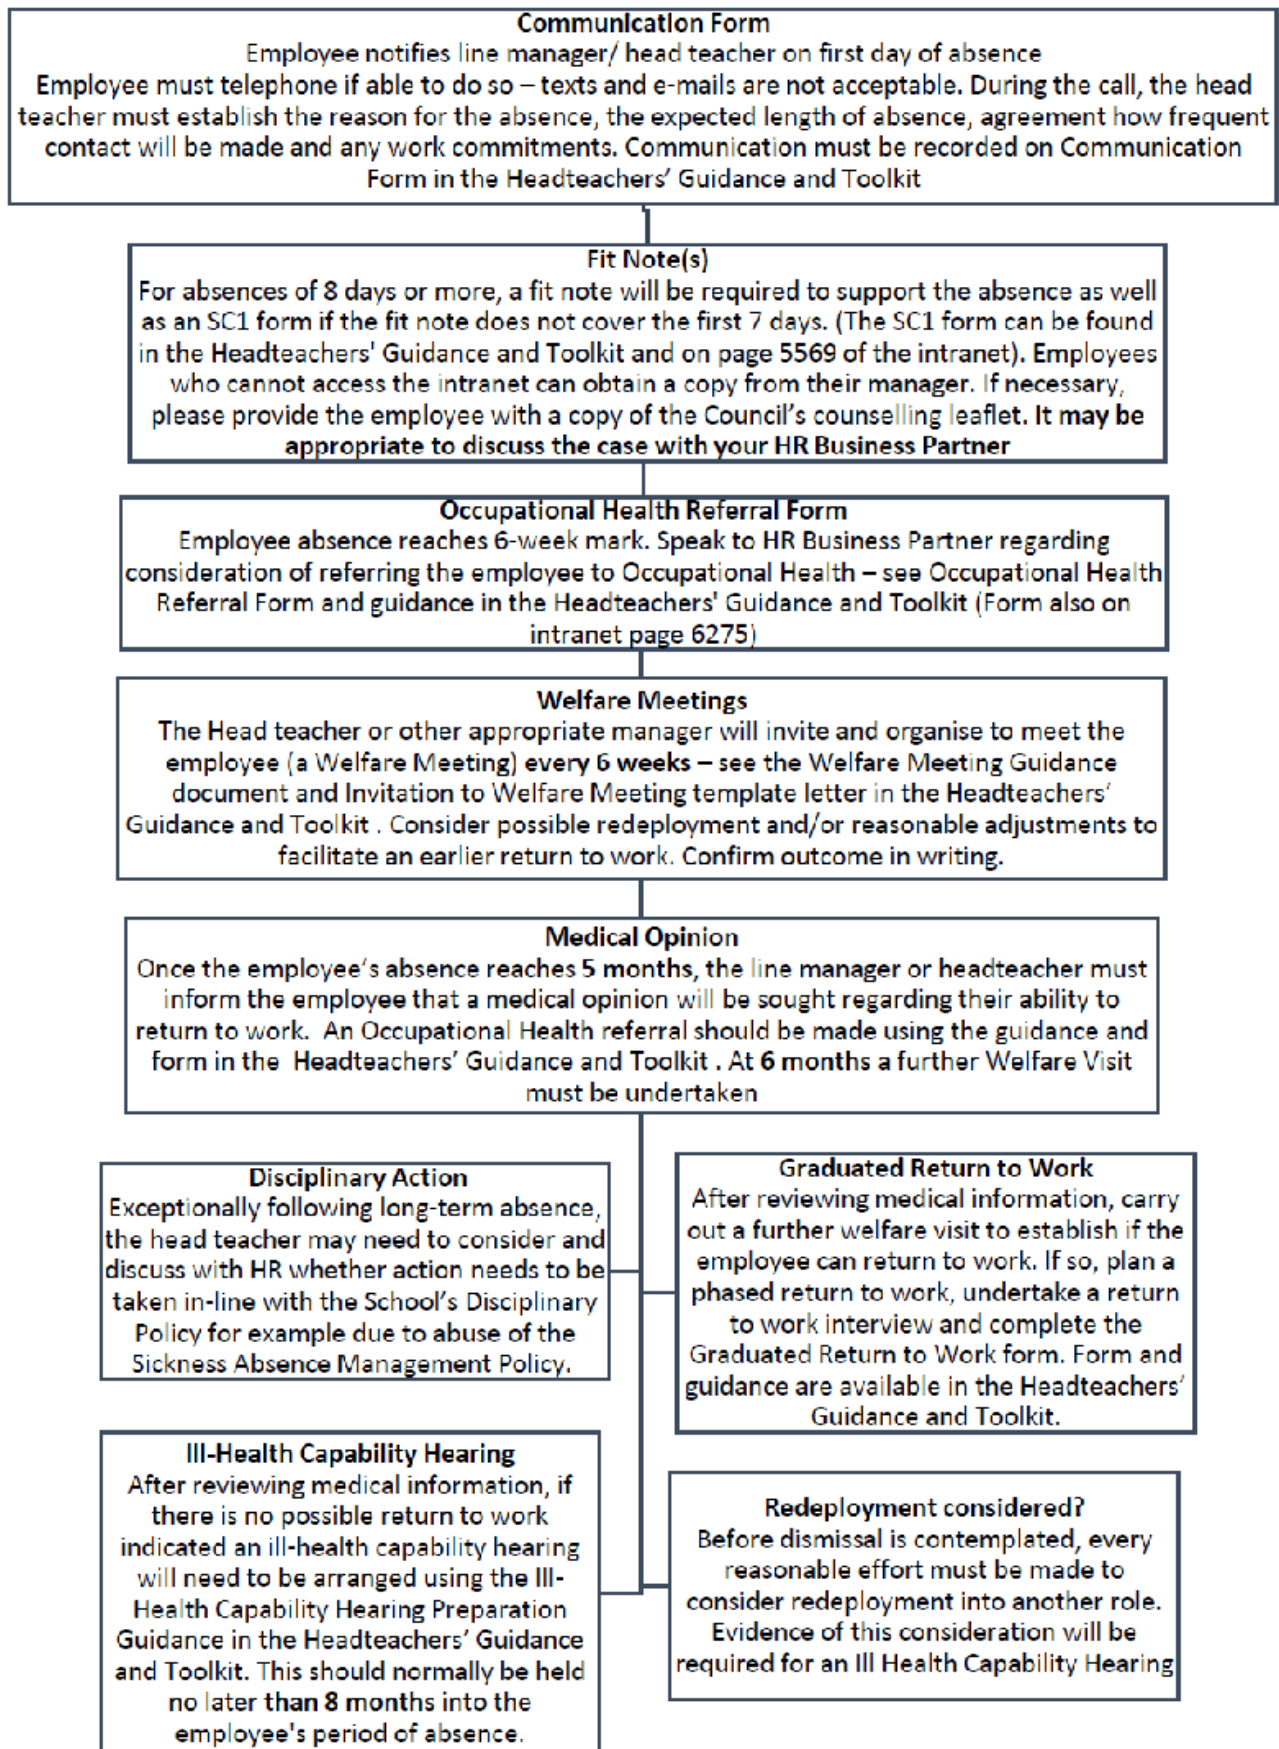 Communication Form
Employee notifies line manager/ head teacher on first day of absence
Employee must telephone if able to do so – texts and e-mails are not acceptable. During the call, the head
teacher must establish the reason for the absence, the expected length of absence, agreement how frequent
contact will be made and any work commitments. Communication must be recorded on Communication
Form in the Headteachers’ Guidance and Toolkit
Fit Note(s)
For absences of 8 days or more, a fit note will be required to support the absence as well
as an SC1 form if the fit note does not cover the first 7 days. (The SC1 form can be found
in the Headteachers' Guidance and Toolkit and on page 5569 of the intranet). Employees
who cannot access the intranet can obtain a copy from their manager. If necessary,
please provide the employee with a copy of the Council’s counselling leaflet. It may be
appropriate to discuss the case with your HR Business Partner
Occupational Health Referral Form
Employee absence reaches 6-week mark. Speak to HR Business Partner regarding
consideration of referring the employee to Occupational Health – see Occupational Health
Referral Form and guidance in the Headteachers' Guidance and Toolkit (Form also on
intranet page 6275)
Welfare Meetings
The Head teacher or other appropriate manager will invite and organise to meet the
employee (a Welfare Meeting) every 6 weeks – see the Welfare Meeting Guidance
document and Invitation to Welfare Meeting template letter in the Headteachers’
Guidance and Toolkit . Consider possible redeployment and/or reasonable adjustments to
facilitate an earlier return to work. Confirm outcome in writing.
Medical Opinion
Once the employee’s absence reaches 5 months, the line manager or headteacher must
inform the employee that a medical opinion will be sought regarding their ability to
return to work. An Occupational Health referral should be made using the guidance and
form in the Headteachers’ Guidance and Toolkit . At 6 months a further Welfare Visit
must be undertaken
Disciplinary Action
Exceptionally following long-term absence,
the head teacher may need to consider and
discuss with HR whether action needs to be
taken in-line with the School’s Disciplinary
Policy for example due to abuse of the
Sickness Absence Management Policy.
Graduated Return to Work
After reviewing medical information, carry
out a further welfare visit to establish if the
employee can return to work. If so, plan a
phased return to work, undertake a return
to work interview and complete the
Graduated Return to Work form. Form and
guidance are available in the Headteachers’
Guidance and Toolkit.
Ill-Health Capability Hearing
After reviewing medical information, if
there is no possible return to work
indicated an ill-health capability hearing
will need to be arranged using the Ill-
Health Capability Hearing Preparation
Guidance in the Headteachers’ Guidance
and Toolkit. This should normally be held
no later than 8 months into the
employee's period of absence.
Redeployment considered?
Before dismissal is contemplated, every
reasonable effort must be made to
consider redeployment into another role.
Evidence of this consideration will be
required for an Ill Health Capability Hearing